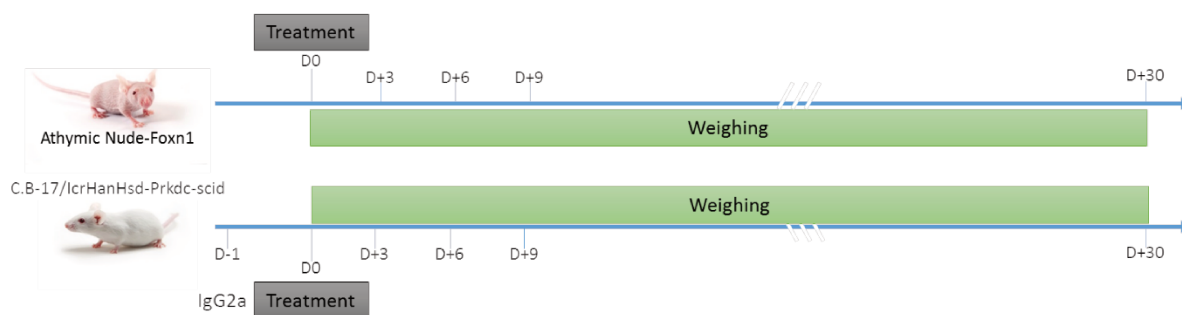 Treatment
D0
D+3 D+6 D+9 D+30
Athymic Nude-Foxn1
Weighing
C.B-17/IcrHanHsd-Prkdc-scid
Weighing
D-1 D0 D+3 D+6 D+9 D+30
IgG2a Treatment